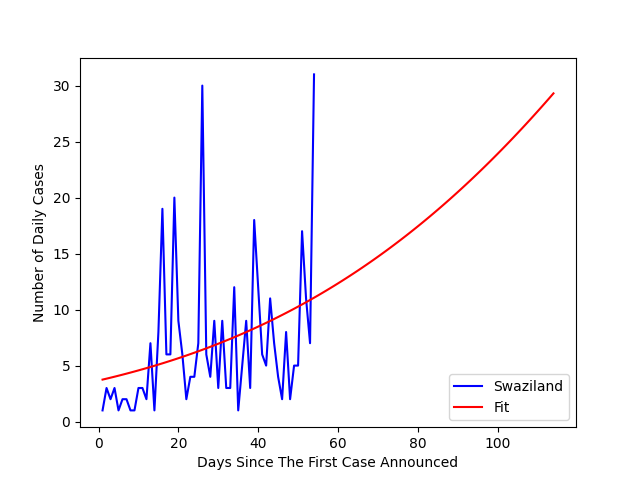 30
25
20
15
10
5
0
Number of Daily Cases
0 20 40 60 80 100
Days Since The First Case Announced
Swaziland
Fit